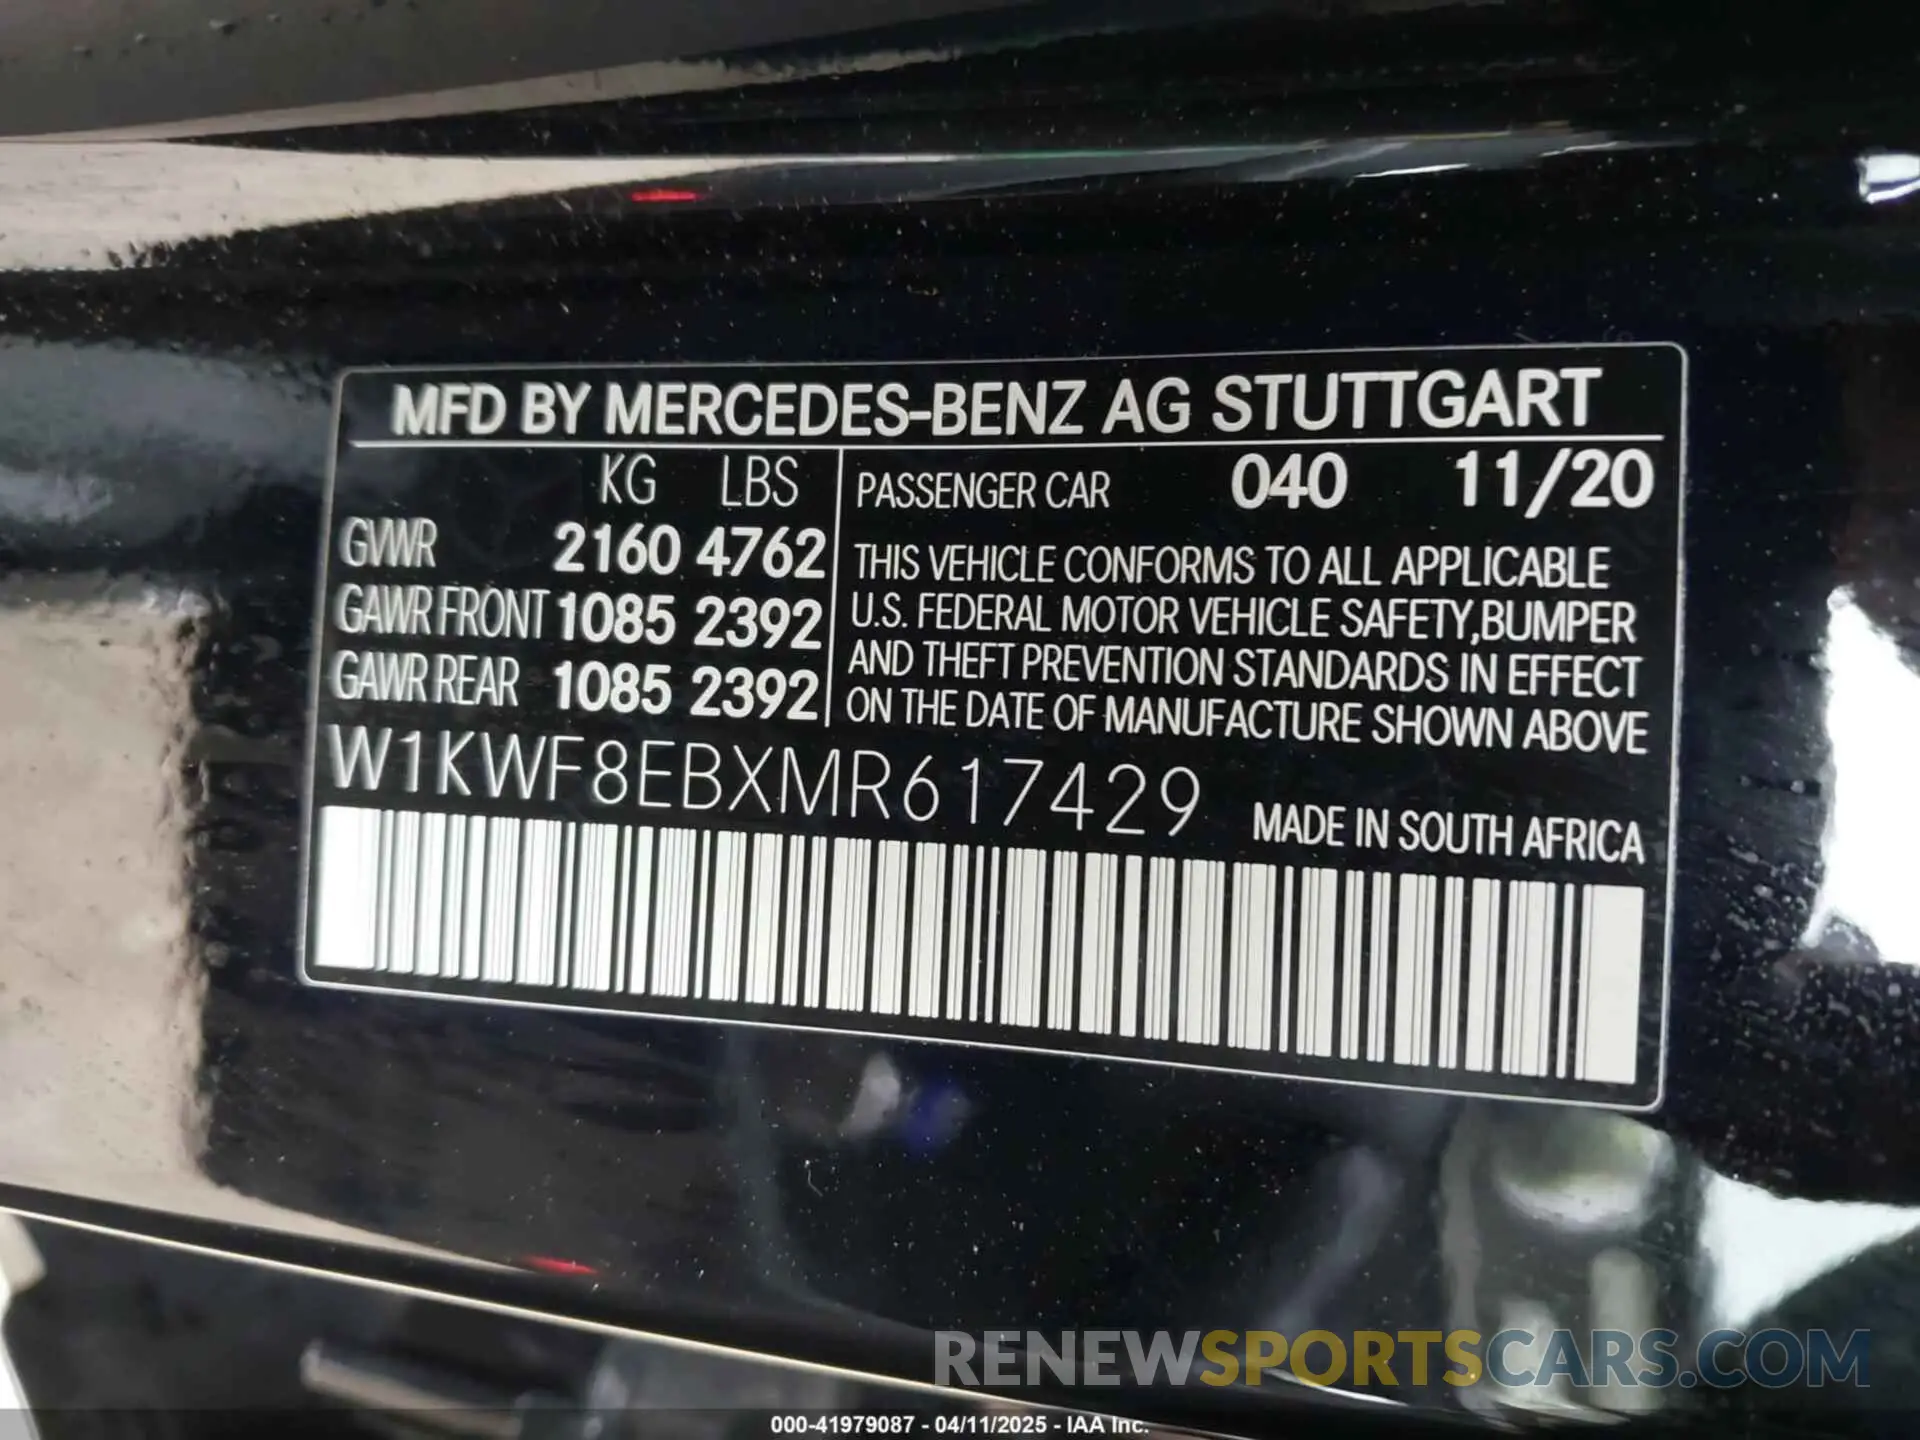 MFD BY MERCEDES-BENZ AG STUTTGART
KG LBS
GVWR 2160 4762
GAWR FRONT 1085 2392
GAWR REAR 1085 2392
PASSENGER CAR 040 11/20
THIS VEHICLE CONFORMS TO ALL APPLICABLE
U.S. FEDERAL MOTOR VEHICLE SAFETY,BUMPER
AND THEFT PREVENTION STANDARDS IN EFFECT
ON THE DATE OF MANUFACTURE SHOWN ABOVE
W1KWF8EBXMR617429
MADE IN SOUTH AFRICA
RENEWSPORTSCARS.COM
000-41979087 - 04/11/2025 - IAA Inc.